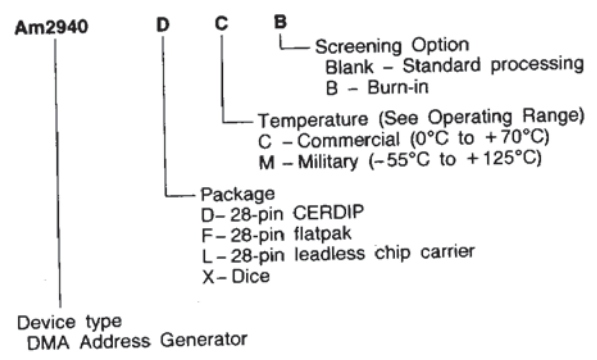 Am2940 D C B
Screening Option
Blank – Standard processing
B – Burn-in
Temperature (See Operating Range)
C – Commercial (0°C to +70°C)
M – Military (–55°C to +125°C)
Package
D – 28-pin CERDIP
F – 28-pin flatpak
L – 28-pin leadless chip carrier
X – Dice
Device type
DMA Address Generator